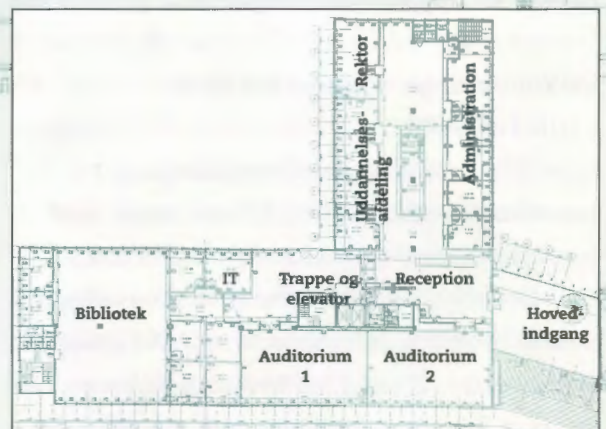 Rektor
Administration
Uddannelses-
afdeling
IT
Trappe og
elevator
Reception
Bibliotek
Hoved-
indgang
Auditorium
1
Auditorium
2